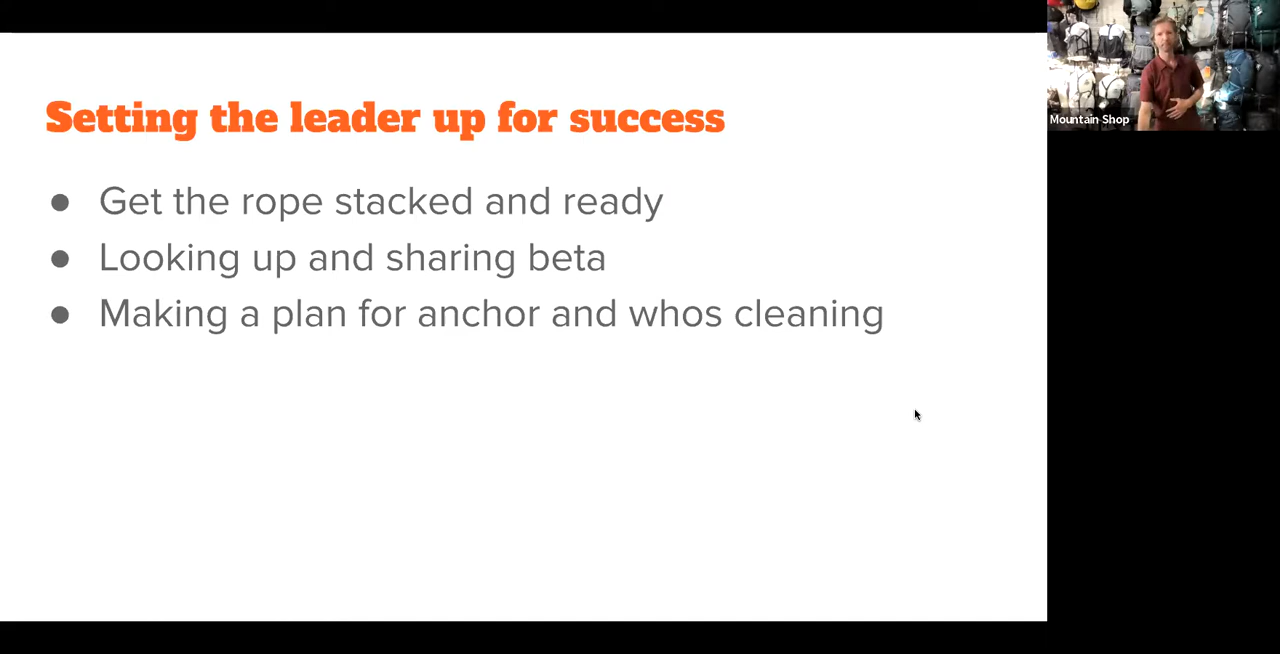 Setting the leader up for success
● Get the rope stacked and ready
● Looking up and sharing beta
● Making a plan for anchor and whos cleaning
Mountain Shop